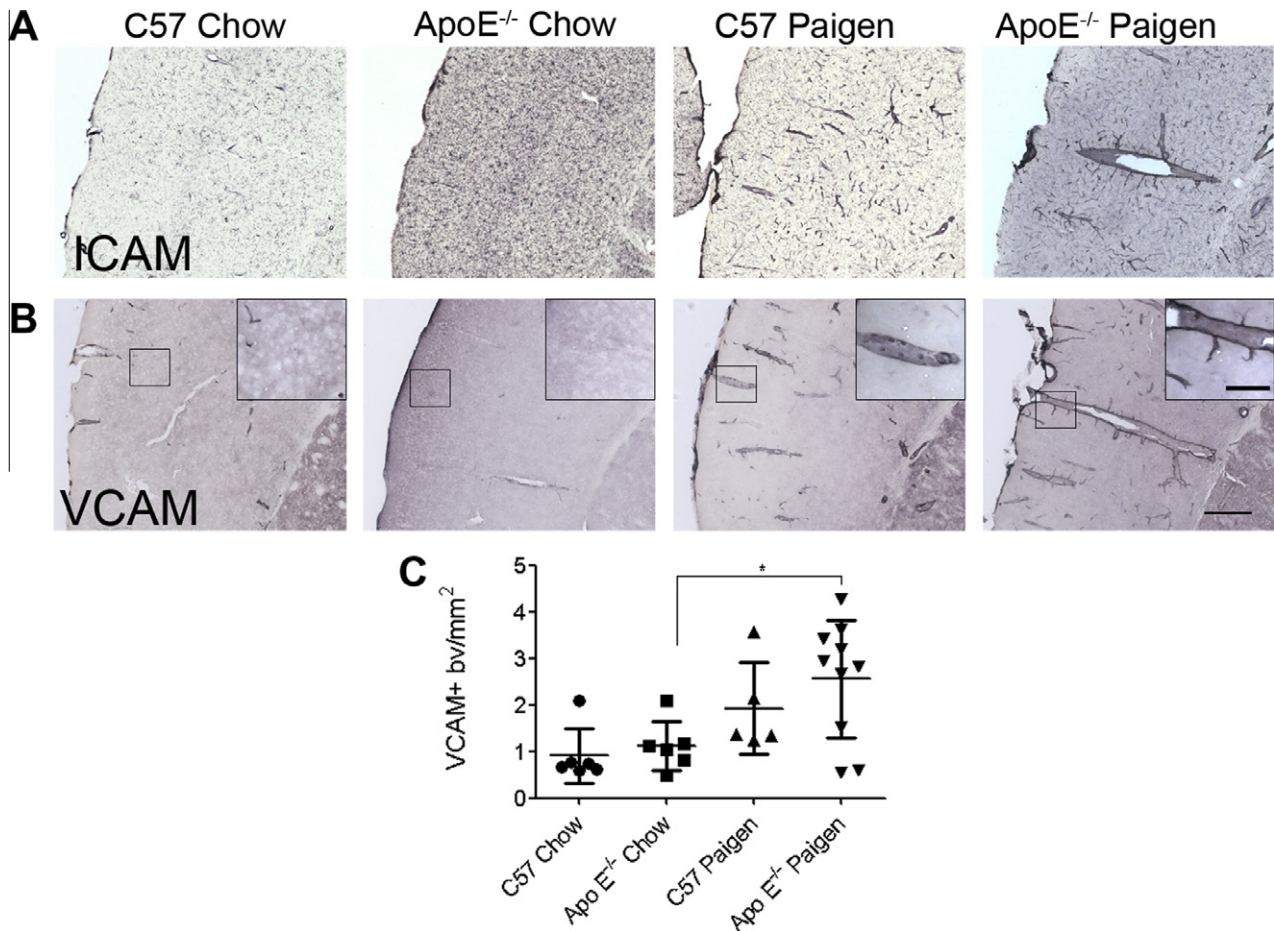 A
C57 Chow
ApoE-/- Chow
C57 Paigen
ApoE-/- Paigen
ICAM
B
VCAM
C
VCAM+ bv/mm2
5
4
3
2
1
0
*
C57 Chow
Apo E-/- Chow
C57 Paigen
Apo E-/- Paigen